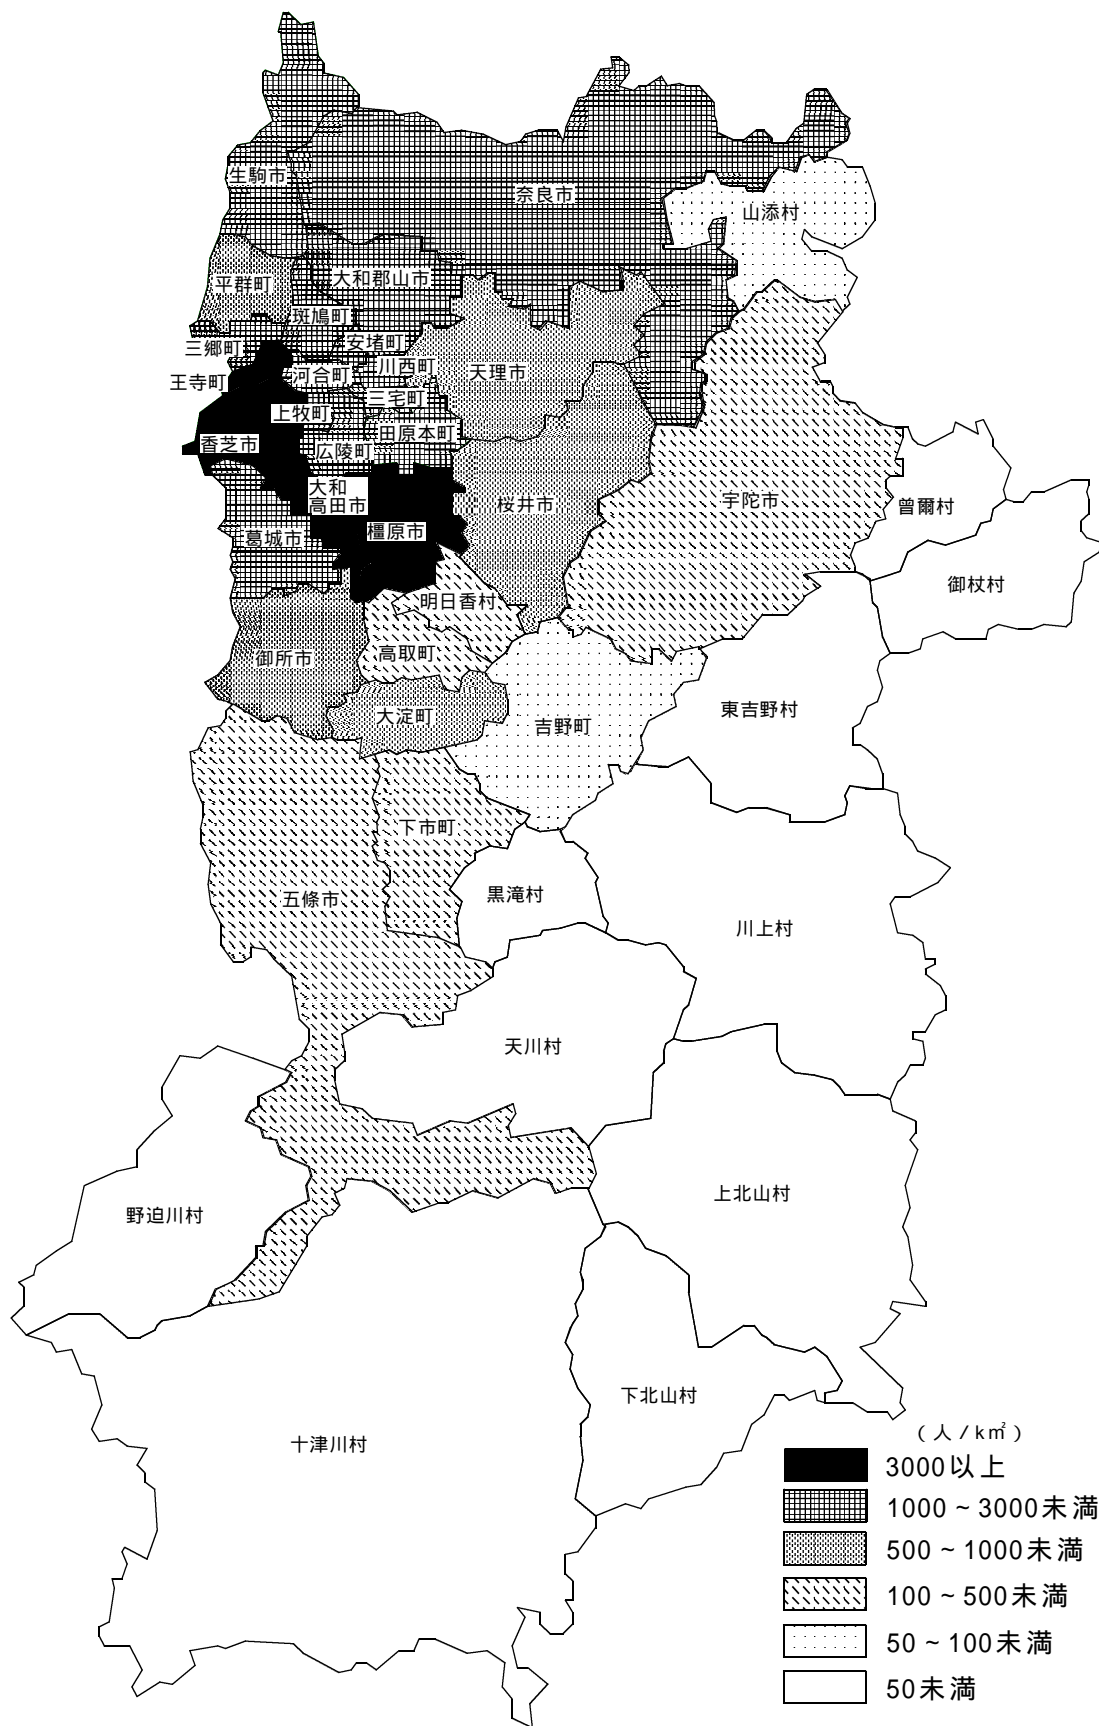 生駒市
奈良市
山添村
平群町
大和郡山市
斑鳩町
三郷町
安堵町
川西町
天理市
王寺町
河合町
三宅町
上牧町
田原本町
香芝市
広陵町
大和
高田市
桜井市
宇陀市
曽爾村
橿原市
葛城市
御杖村
明日香村
高取町
御所市
東吉野村
大淀町
吉野町
下市町
黒滝村
五條市
川上村
天川村
上北山村
野迫川村
下北山村
十津川村
(人/k㎡)
3000以上
1000~3000未満
500~1000未満
100~500未満
50~100未満
50未満